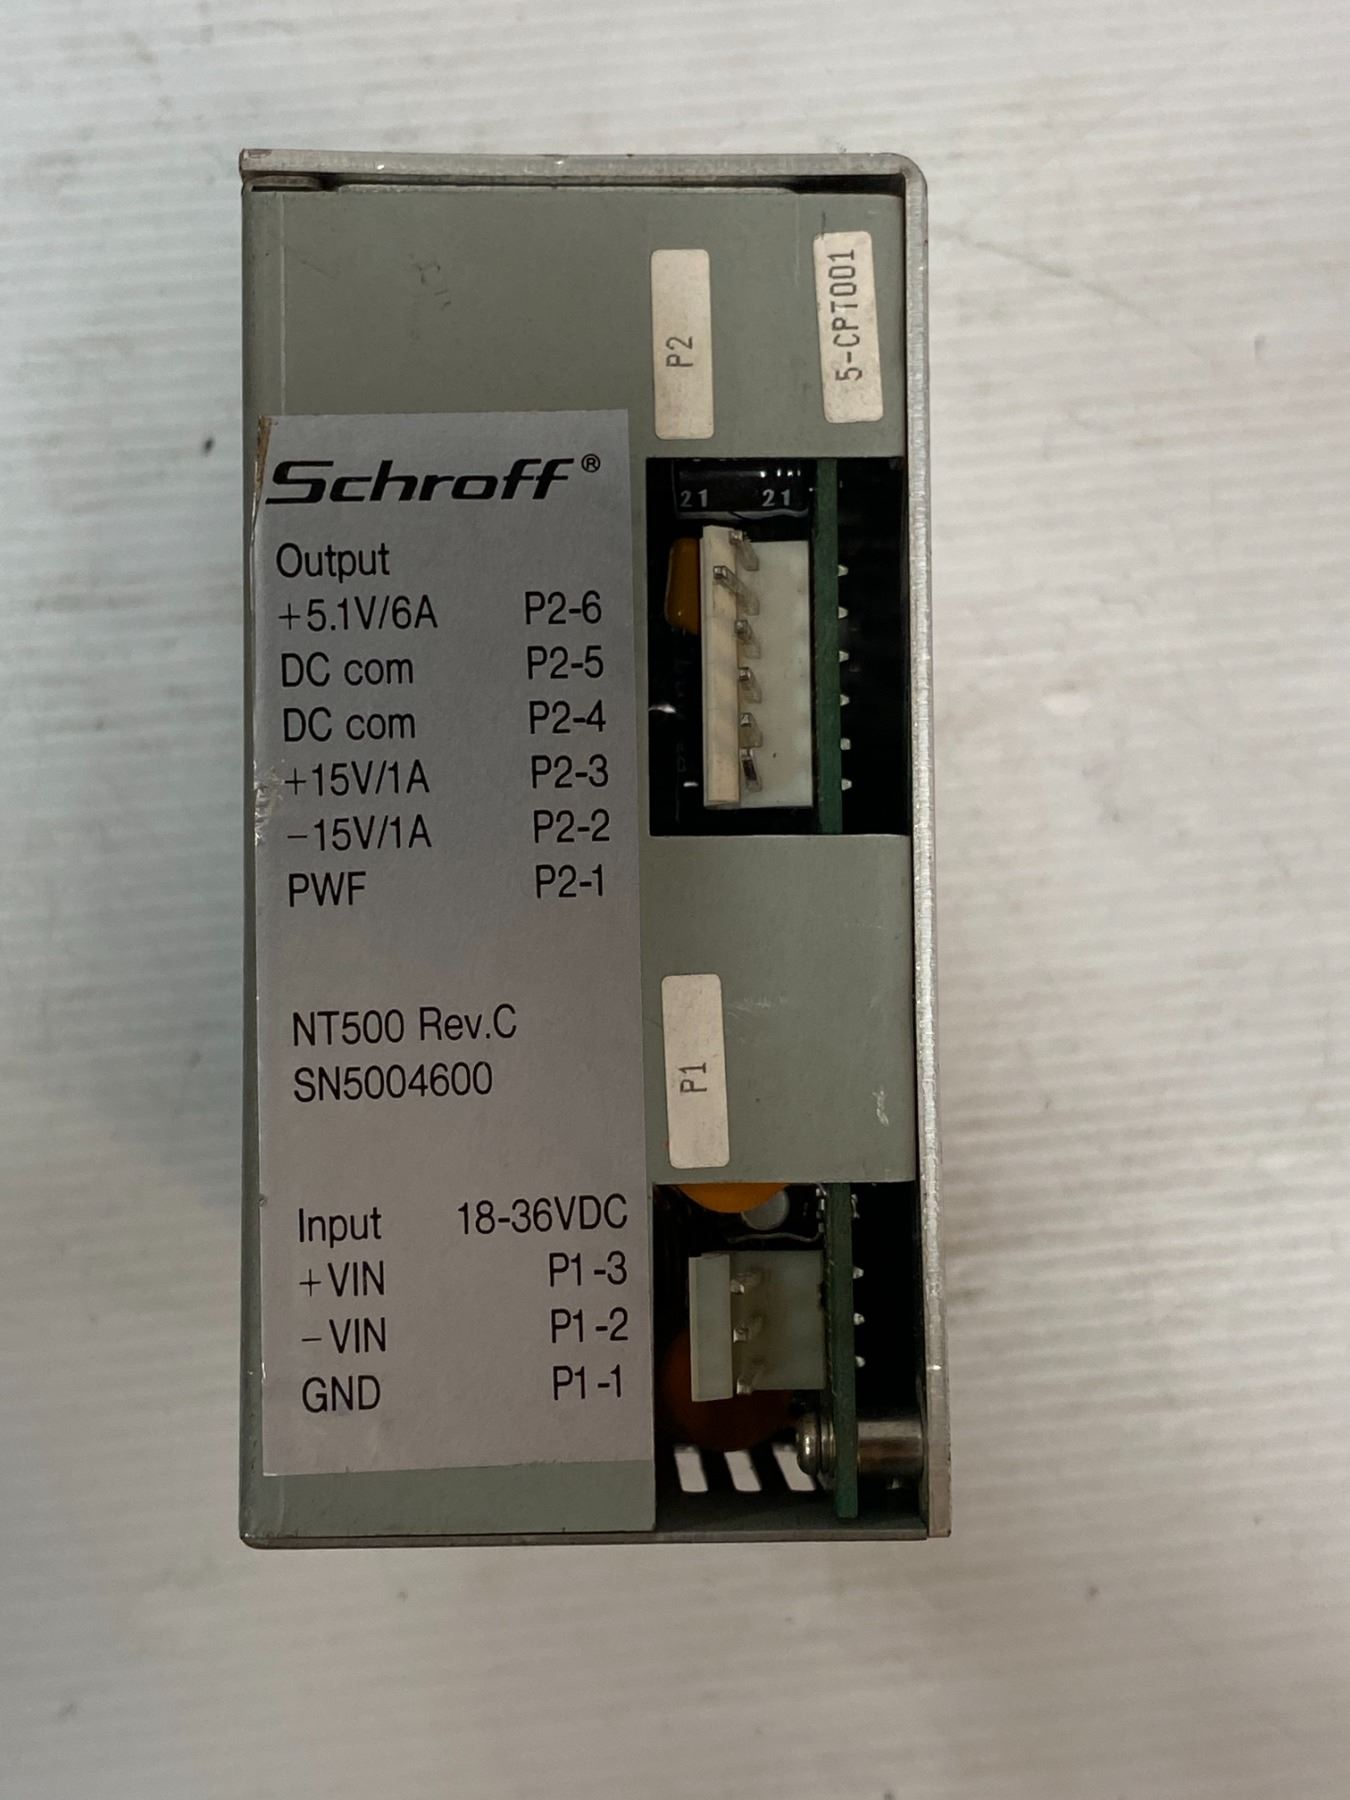 Schroff®
Output
+5.1V/6A P2-6
DC com P2-5
DC com P2-4
+15V/1A P2-3
−15V/1A P2-2
PWF P2-1
NT500 Rev.C
SN5004600
Input 18-36VDC
+VIN P1-3
−VIN P1-2
GND P1-1
P2
5-CPT001
21 21
P1